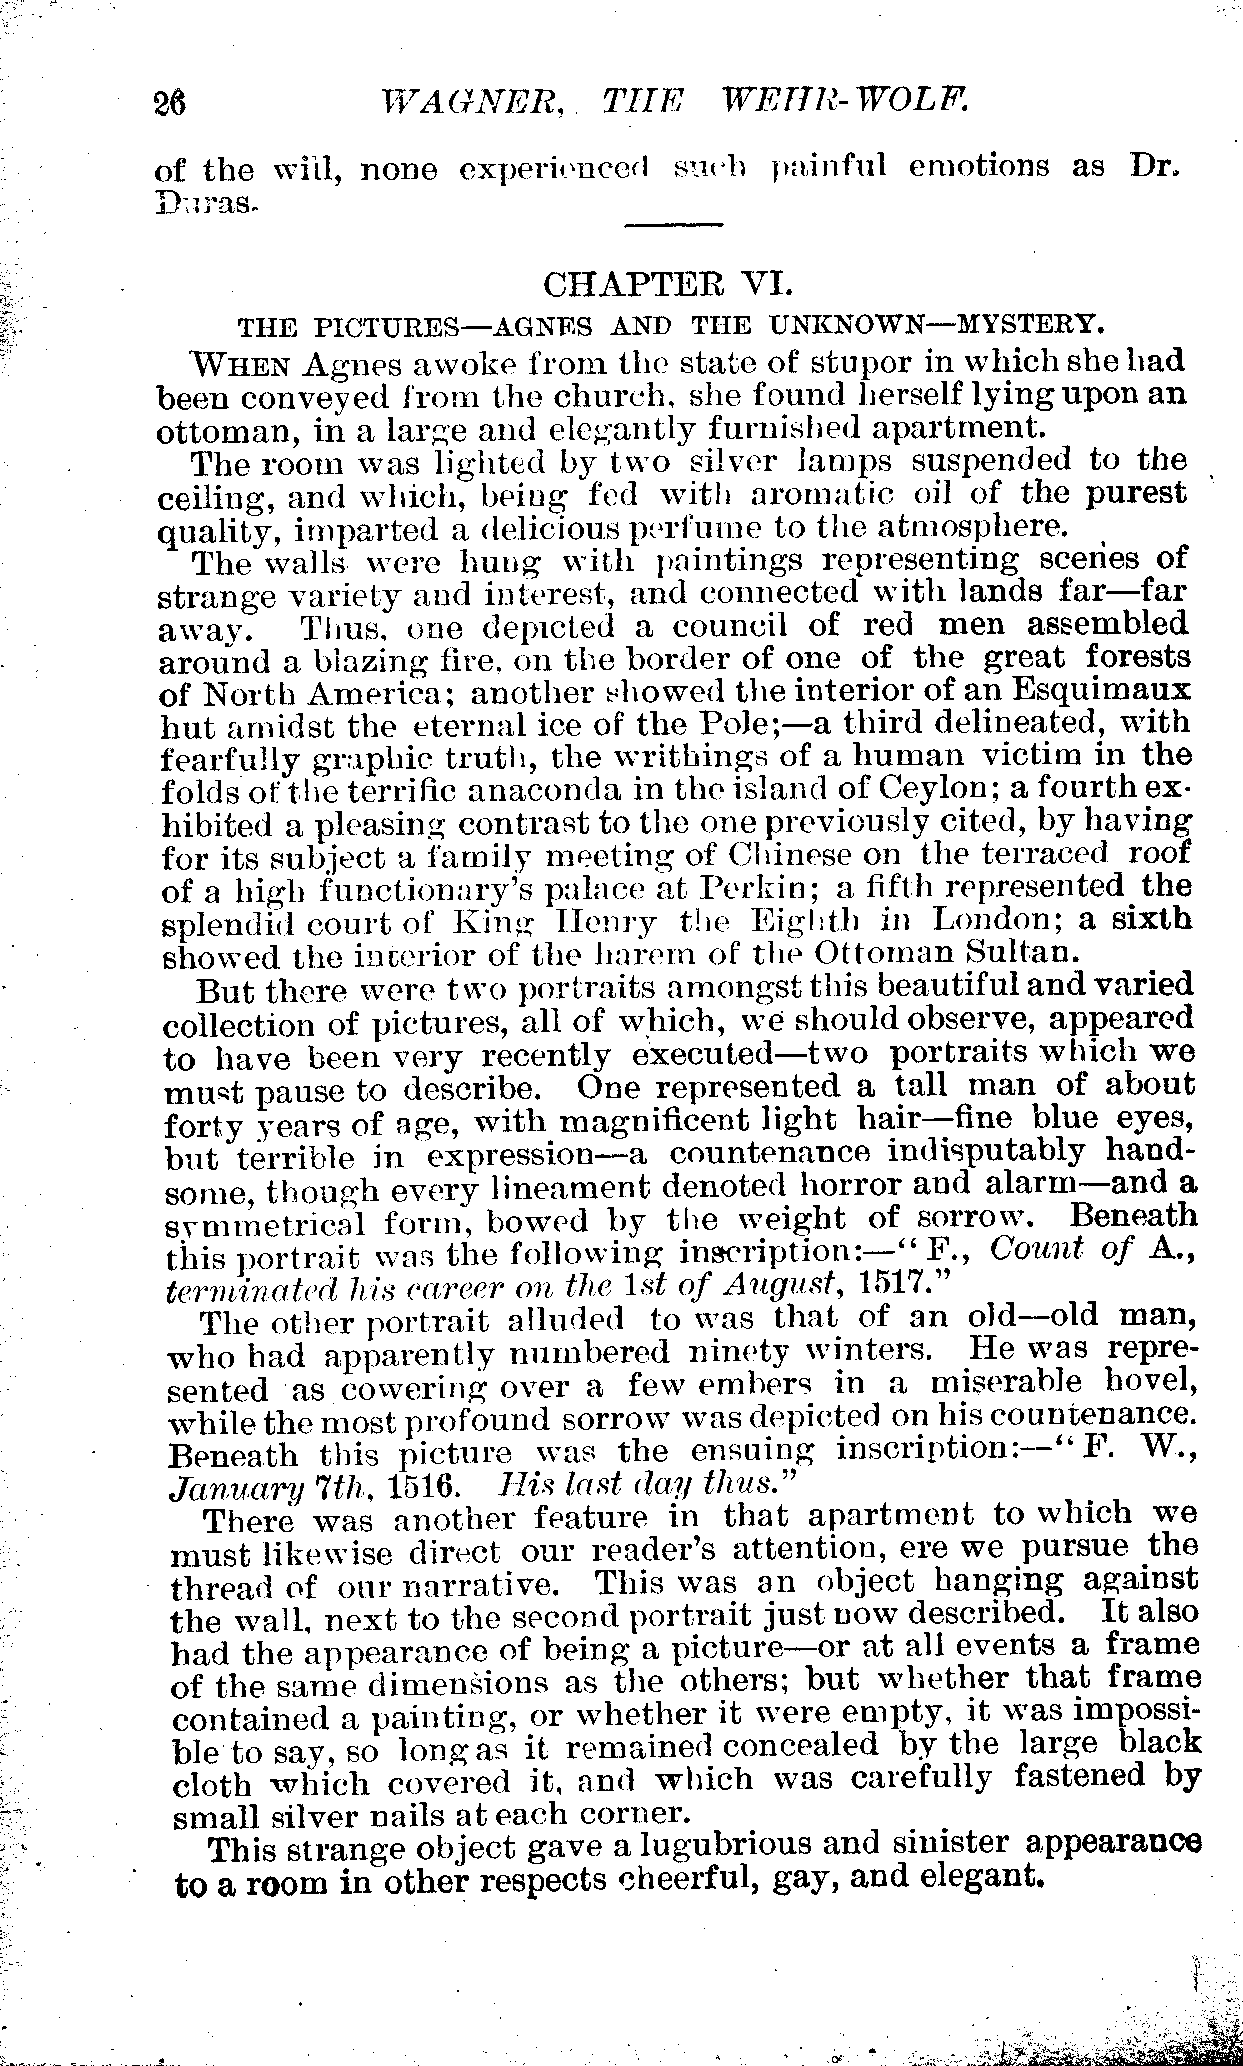 26 WAGNER, THE WEHR-WOLF.
of the will, none experienced such painful emotions as Dr.
Duras.
CHAPTER VI.
THE PICTURES—AGNES AND THE UNKNOWN—MYSTERY.
WHEN Agnes awoke from the state of stupor in which she had
been conveyed from the church, she found herself lying upon an
ottoman, in a large and elegantly furnished apartment.
The room was lighted by two silver lamps suspended to the
ceiling, and which, being fed with aromatic oil of the purest
quality, imparted a delicious perfume to the atmosphere.
The walls were hung with paintings representing scenes of
strange variety and interest, and connected with lands far—far
away. Thus, one depicted a council of red men assembled
around a blazing fire, on the border of one of the great forests
of North America; another showed the interior of an Esquimaux
hut amidst the eternal ice of the Pole;—a third delineated, with
fearfully graphic truth, the writhings of a human victim in the
folds of the terrific anaconda in the island of Ceylon; a fourth ex-
hibited a pleasing contrast to the one previously cited, by having
for its subject a family meeting of Chinese on the terraced roof
of a high functionary's palace at Perkin; a fifth represented the
splendid court of King Henry the Eighth in London; a sixth
showed the interior of the harem of the Ottoman Sultan.
But there were two portraits amongst this beautiful and varied
collection of pictures, all of which, we should observe, appeared
to have been very recently executed—two portraits which we
must pause to describe. One represented a tall man of about
forty years of age, with magnificent light hair—fine blue eyes,
but terrible in expression—a countenance indisputably hand-
some, though every lineament denoted horror and alarm—and a
symmetrical form, bowed by the weight of sorrow. Beneath
this portrait was the following inscription:—"F., Count of A.,
terminated his career on the 1st of August, 1517."
The other portrait alluded to was that of an old—old man,
who had apparently numbered ninety winters. He was repre-
sented as cowering over a few embers in a miserable hovel,
while the most profound sorrow was depicted on his countenance.
Beneath this picture was the ensuing inscription:—"F. W.,
January 7th, 1516. His last day thus."
There was another feature in that apartment to which we
must likewise direct our reader's attention, ere we pursue the
thread of our narrative. This was an object hanging against
the wall, next to the second portrait just now described. It also
had the appearance of being a picture—or at all events a frame
of the same dimensions as the others; but whether that frame
contained a painting, or whether it were empty, it was impossi-
ble to say, so long as it remained concealed by the large black
cloth which covered it, and which was carefully fastened by
small silver nails at each corner.
This strange object gave a lugubrious and sinister appearance
to a room in other respects cheerful, gay, and elegant.